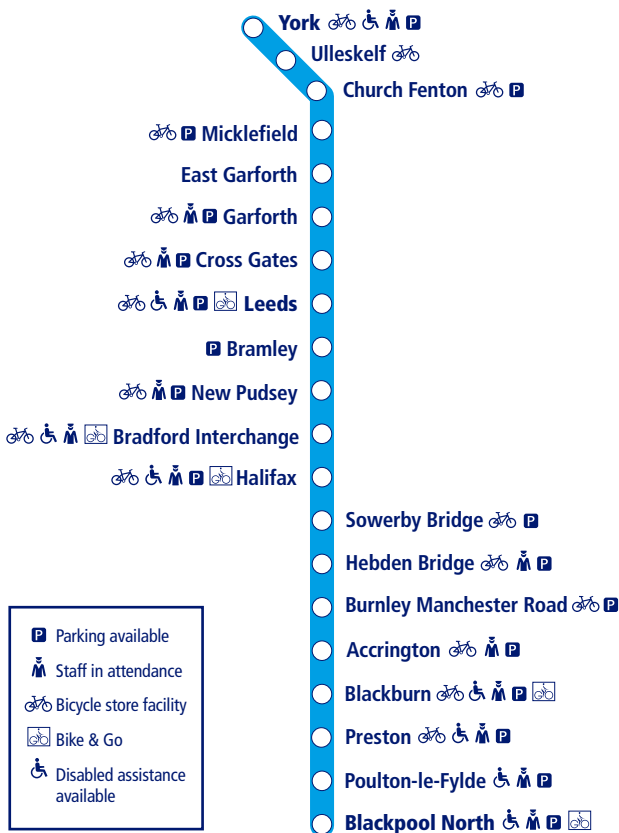 York P
Ulleskelf
Church Fenton P
P Micklefield
East Garforth
P Garforth
P Cross Gates
P Leeds
P Bramley
P New Pudsey
Bradford Interchange
P Halifax
Sowerby Bridge P
Hebden Bridge P
Burnley Manchester Road P
Accrington P
Blackburn P
Preston P
Poulton-le-Fylde P
Blackpool North P
P Parking available
Staff in attendance
Bicycle store facility
Bike & Go
Disabled assistance
available